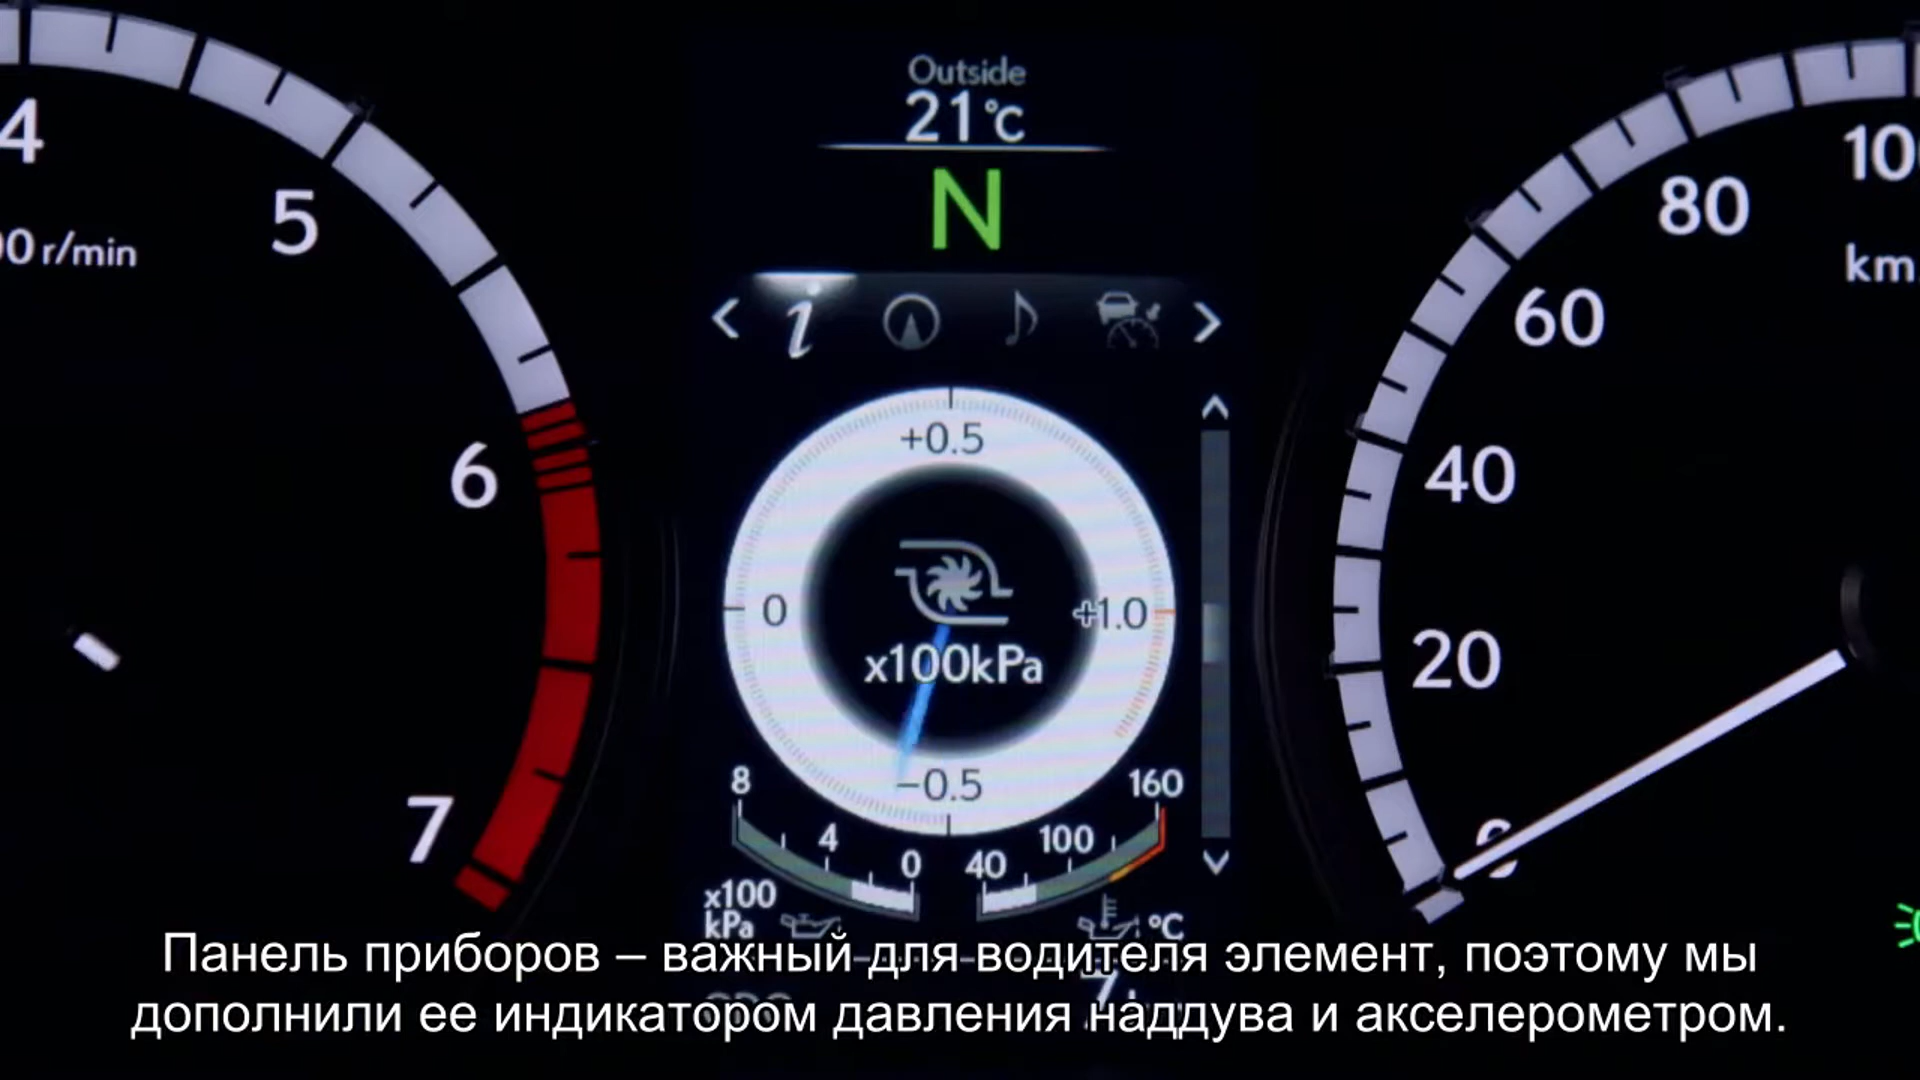 Outside
21°C
N
4
5
6
7
r/min
i
+0.5
0
+1.0
x100kPa
-0.5
8
4
0
x100
kPa
40
100
160
°C
80
60
40
20
0
km
Панель приборов – важный для водителя элемент, поэтому мы
дополнили ее индикатором давления наддува и акселерометром.